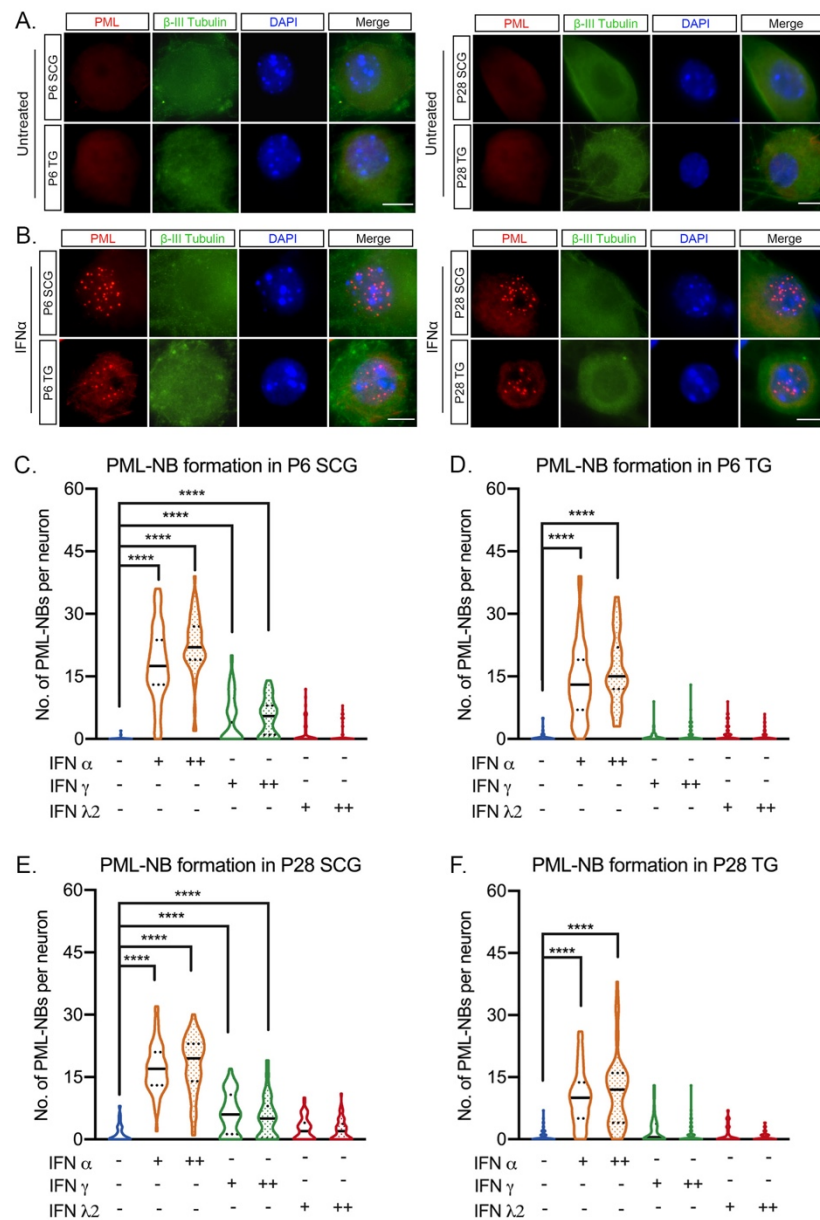 A.
PML β-III Tubulin DAPI Merge
PML β-III Tubulin DAPI Merge
Untreated
P6 SCG
P6 TG
Untreated
P28 SCG
P28 TG
B.
PML β-III Tubulin DAPI Merge
PML β-III Tubulin DAPI Merge
IFNα
P6 SCG
P6 TG
IFNα
P28 SCG
P28 TG
C.
PML-NB formation in P6 SCG
No. of PML-NBs per neuron
60
45
30
15
0
****
****
****
****
IFN α - + ++ - - - -
IFN γ - - - + ++ - -
IFN λ2 - - - - - + ++
D.
PML-NB formation in P6 TG
No. of PML-NBs per neuron
60
45
30
15
0
****
****
IFN α - + ++ - - - -
IFN γ - - - + ++ - -
IFN λ2 - - - - - + ++
E.
PML-NB formation in P28 SCG
No. of PML-NBs per neuron
60
45
30
15
0
****
****
****
****
IFN α - + ++ - - - -
IFN γ - - - + ++ - -
IFN λ2 - - - - - + ++
F.
PML-NB formation in P28 TG
No. of PML-NBs per neuron
60
45
30
15
0
****
****
IFN α - + ++ - - - -
IFN γ - - - + ++ - -
IFN λ2 - - - - - + ++